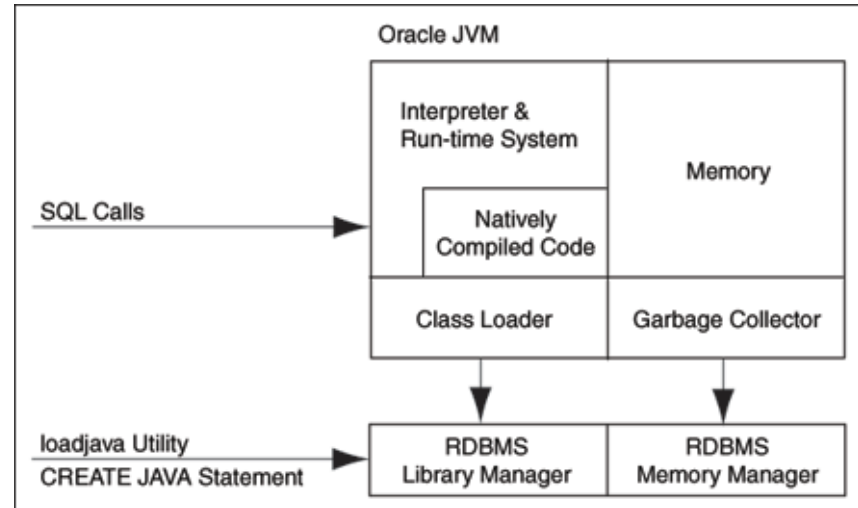 Oracle JVM
Interpreter &
Run-time System
Memory
SQL Calls
Natively
Compiled Code
Class Loader
Garbage Collector
loadjava Utility
CREATE JAVA Statement
RDBMS
Library Manager
RDBMS
Memory Manager